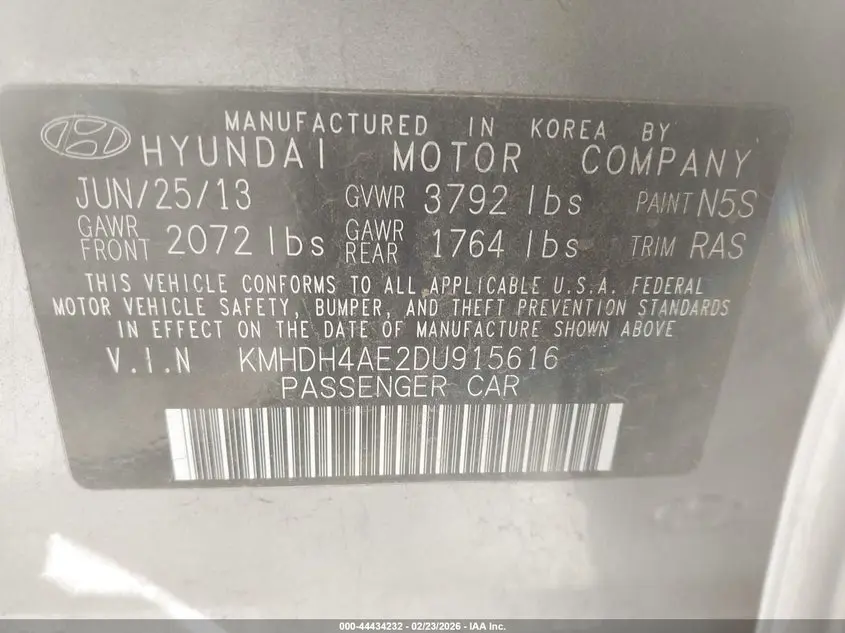 MANUFACTURED IN KOREA BY
HYUNDAI MOTOR COMPANY
JUN/25/13 GVWR 3792 lbs PAINT N5S
GAWR FRONT 2072 lbs GAWR REAR 1764 lbs TRIM RAS
THIS VEHICLE CONFORMS TO ALL APPLICABLE U.S.A. FEDERAL
MOTOR VEHICLE SAFETY, BUMPER, AND THEFT PREVENTION STANDARDS
IN EFFECT ON THE DATE OF MANUFACTURE SHOWN ABOVE
V.I.N KMHDH4AE2DU915616
PASSENGER CAR
000-44434232 - 02/23/2026 - IAA Inc.